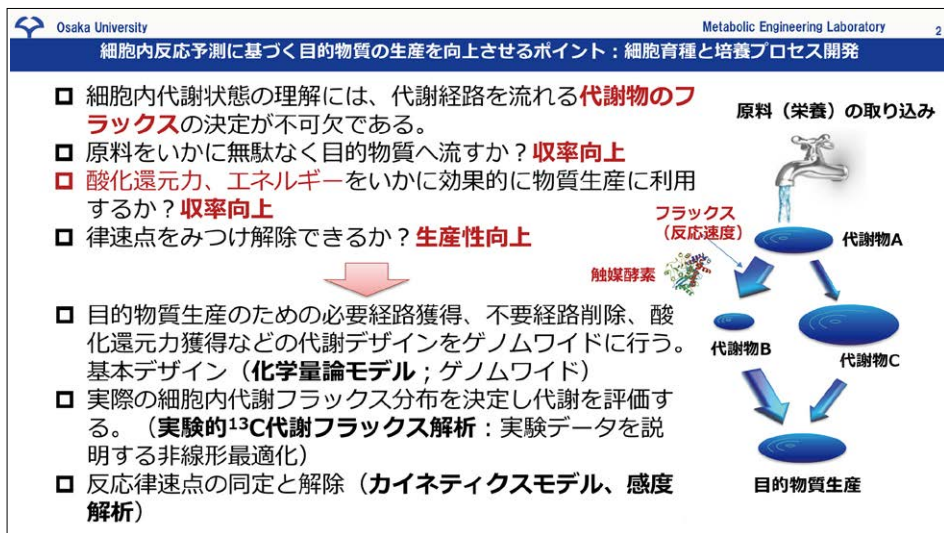 Osaka University
Metabolic Engineering Laboratory 2
細胞内反応予測に基づく目的物質の生産を向上させるポイント：細胞育種と培養プロセス開発
細胞内代謝状態の理解には、代謝経路を流れる代謝物のフ
ラックスの決定が不可欠である。
原料をいかに無駄なく目的物質へ流すか？収率向上
酸化還元力、エネルギーをいかに効果的に物質生産に利用
するか？収率向上
律速点をみつけ解除できるか？生産性向上
目的物質生産のための必要経路獲得、不要経路削除、酸
化還元力獲得などの代謝デザインをゲノムワイドに行う。
基本デザイン（化学量論モデル；ゲノムワイド）
実際の細胞内代謝フラックス分布を決定し代謝を評価す
る。（実験的¹³C代謝フラックス解析：実験データを説
明する非線形最適化）
反応律速点の同定と解除（カイネティクスモデル、感度
解析）
原料（栄養）の取り込み
フラックス
（反応速度）
代謝物A
触媒酵素
代謝物B
代謝物C
目的物質生産